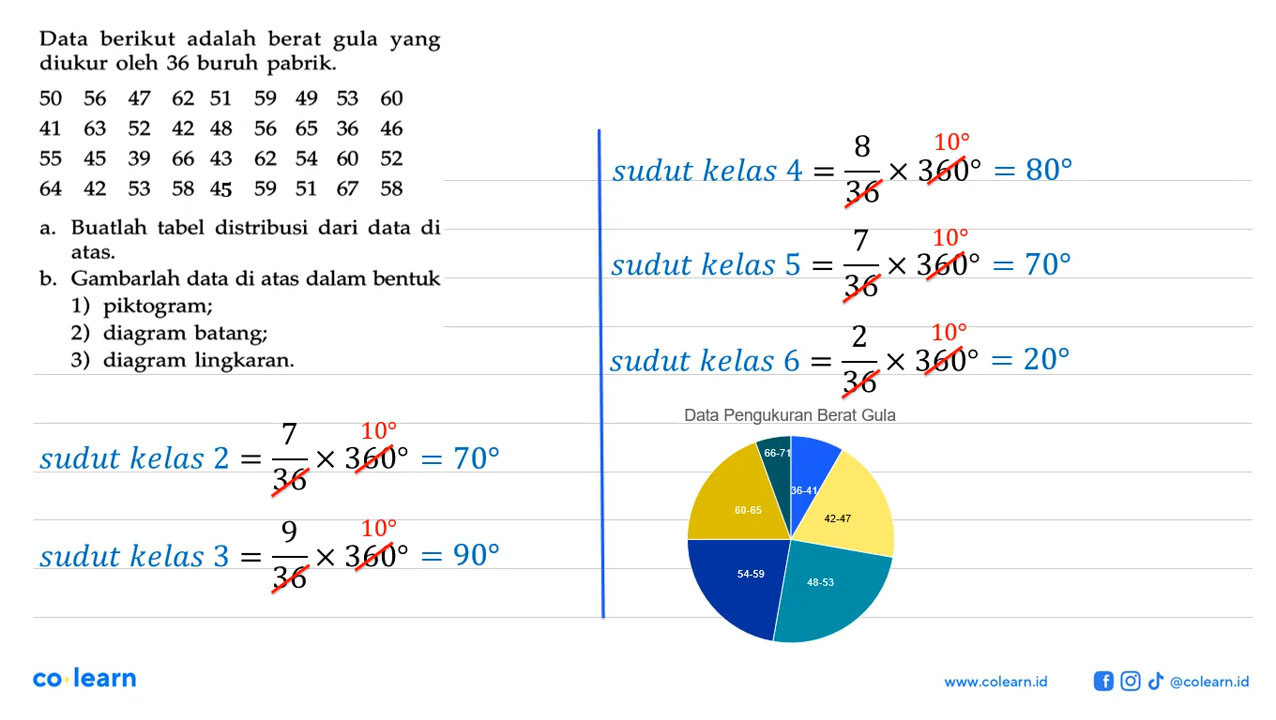 Data berikut adalah berat gula yang
diukur oleh 36 buruh pabrik.
50 56 47 62 51 59 49 53 60
41 63 52 42 48 56 65 36 46
55 45 39 66 43 62 54 60 52
64 42 53 58 45 59 51 67 58
a. Buatlah tabel distribusi dari data di
atas.
b. Gambarlah data di atas dalam bentuk
1) piktogram;
2) diagram batang;
3) diagram lingkaran.
sudut kelas 2 = 7/36 × 360° = 70°
10°
sudut kelas 3 = 9/36 × 360° = 90°
10°
sudut kelas 4 = 8/36 × 360° = 80°
10°
sudut kelas 5 = 7/36 × 360° = 70°
10°
sudut kelas 6 = 2/36 × 360° = 20°
10°
Data Pengukuran Berat Gula
66-71
36-41
60-65
42-47
54-59
48-53
co learn
www.colearn.id
@colearn.id